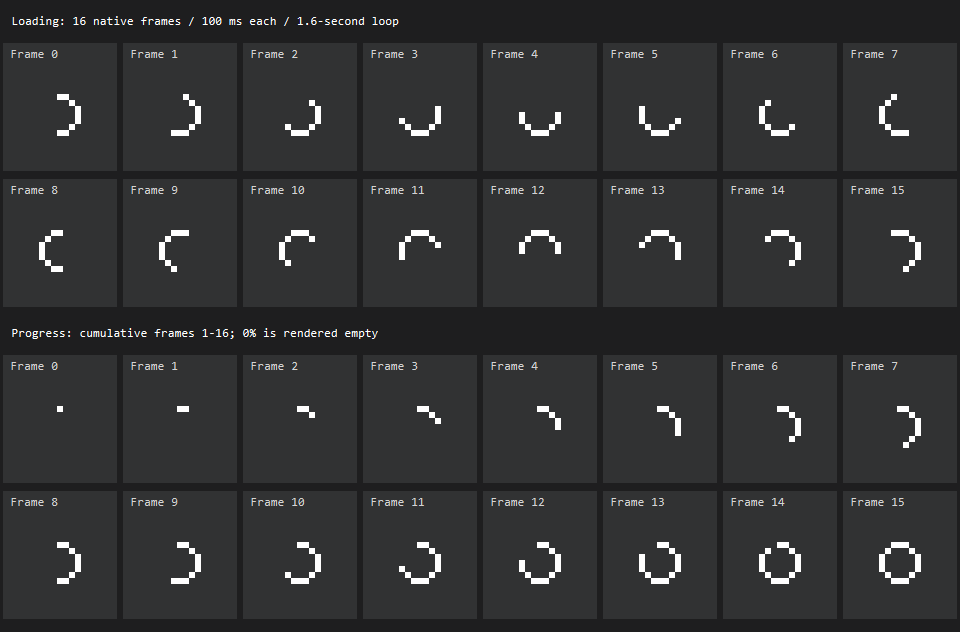 Loading: 16 native frames / 100 ms each / 1.6-second loop
Frame 0 Frame 1 Frame 2 Frame 3 Frame 4 Frame 5 Frame 6 Frame 7
Frame 8 Frame 9 Frame 10 Frame 11 Frame 12 Frame 13 Frame 14 Frame 15
Progress: cumulative frames 1-16; 0% is rendered empty
Frame 0 Frame 1 Frame 2 Frame 3 Frame 4 Frame 5 Frame 6 Frame 7
Frame 8 Frame 9 Frame 10 Frame 11 Frame 12 Frame 13 Frame 14 Frame 15